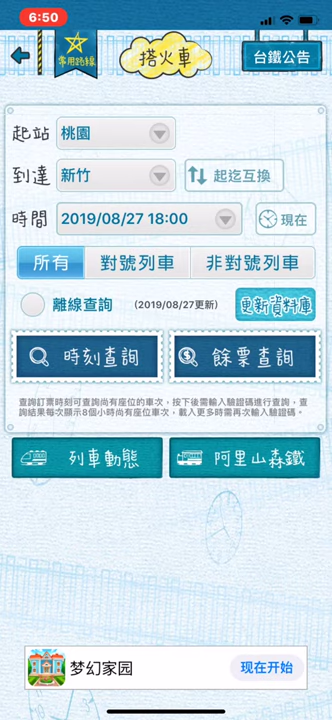 6:50
常用路線
搭火車
台鐵公告
起站
桃園
到達
新竹
起迄互換
時間
2019/08/27 18:00
現在
所有
對號列車
非對號列車
離線查詢
(2019/08/27更新)
更新資料庫
時刻查詢
餘票查詢
查詢訂票時刻可查詢尚有座位的車次，按下後需輸入驗證碼進行查詢，查
詢結果每次顯示8個小時尚有座位車次，載入更多時需再次輸入驗證碼。
列車動態
阿里山森鐵
梦幻家园
现在开始